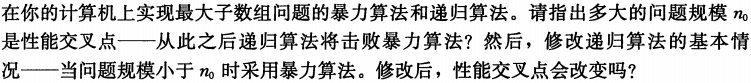 在你的计算机上实现最大子数组问题的暴力算法和递归算法。请指出多大的问题规模 n₀
是性能交叉点——从此之后递归算法将击败暴力算法？然后，修改递归算法的基本情
况——当问题规模小于 n₀ 时采用暴力算法。修改后，性能交叉点会改变吗？